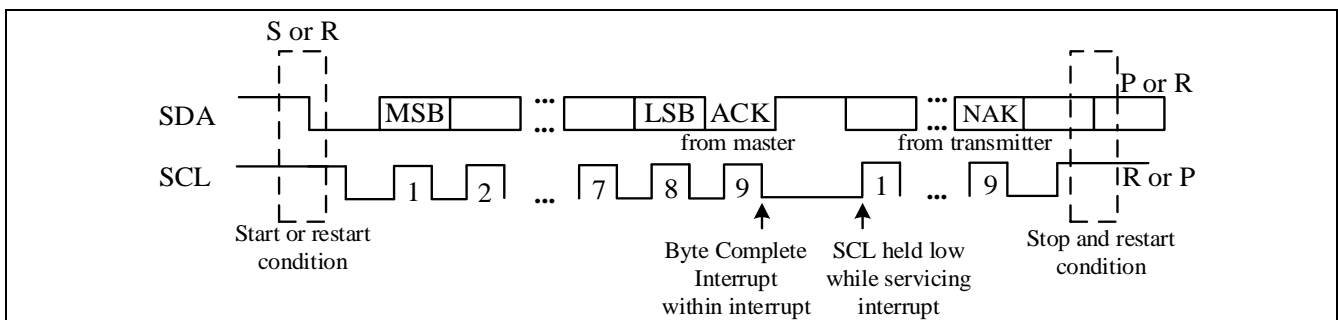 S or R
P or R
SDA MSB ... ... LSB ACK ... NAK
from master from transmitter
SCL 1 2 ... 7 8 9 1 ... 9 R or P
Start or restart
condition
Byte Complete
Interrupt
within interrupt
SCL held low
while servicing
interrupt
Stop and restart
condition